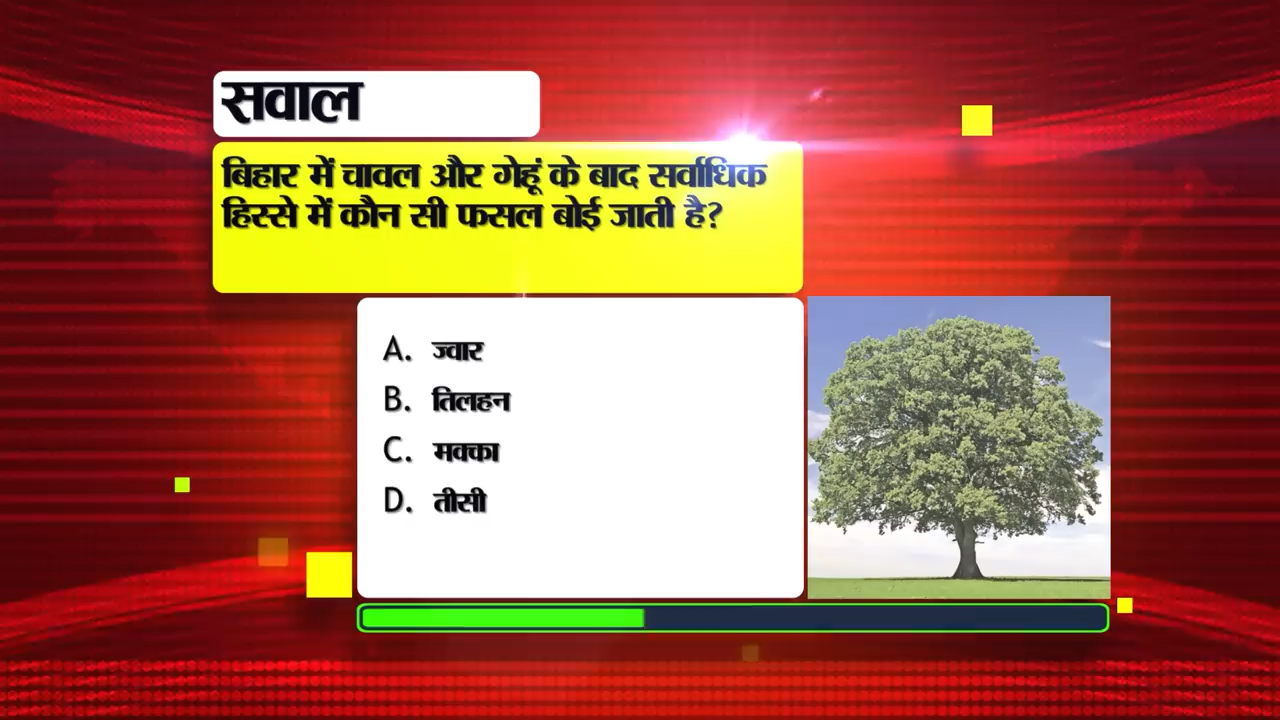 सवाल
बिहार में चावल और गेहूं के बाद सर्वाधिक
हिस्से में कौन सी फसल बोई जाती है?
A. ज्वार
B. तिलहन
C. मक्का
D. तीसी